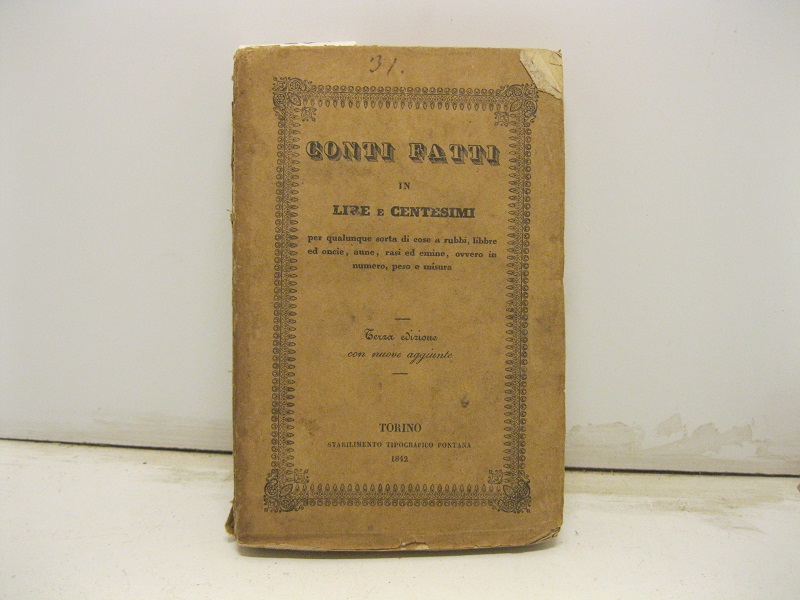 31.
CONTI FATTI
IN
LIRE E CENTESIMI
per qualunque sorta di cose a rubbi, libbre
ed oncie, aune, rasi ed emine, ovvero in
numero, peso e misura
Terza edizione
con nuove aggiunte
TORINO
STABILIMENTO TIPOGRAFICO FONTANA
1842